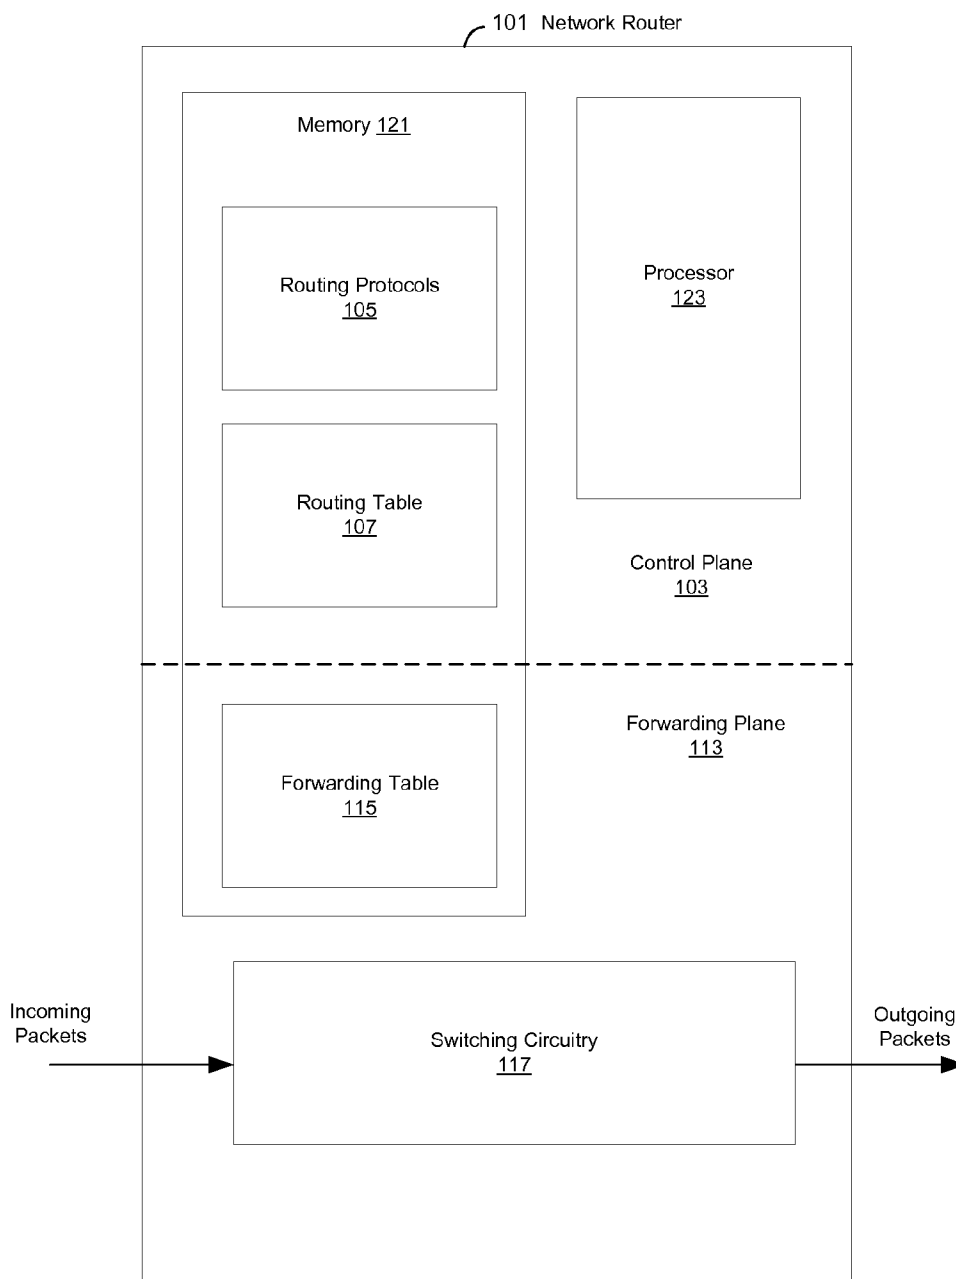 101 Network Router
Memory 121
Routing Protocols
105
Processor
123
Routing Table
107
Control Plane
103
Forwarding Plane
113
Forwarding Table
115
Incoming
Packets
Switching Circuitry
117
Outgoing
Packets